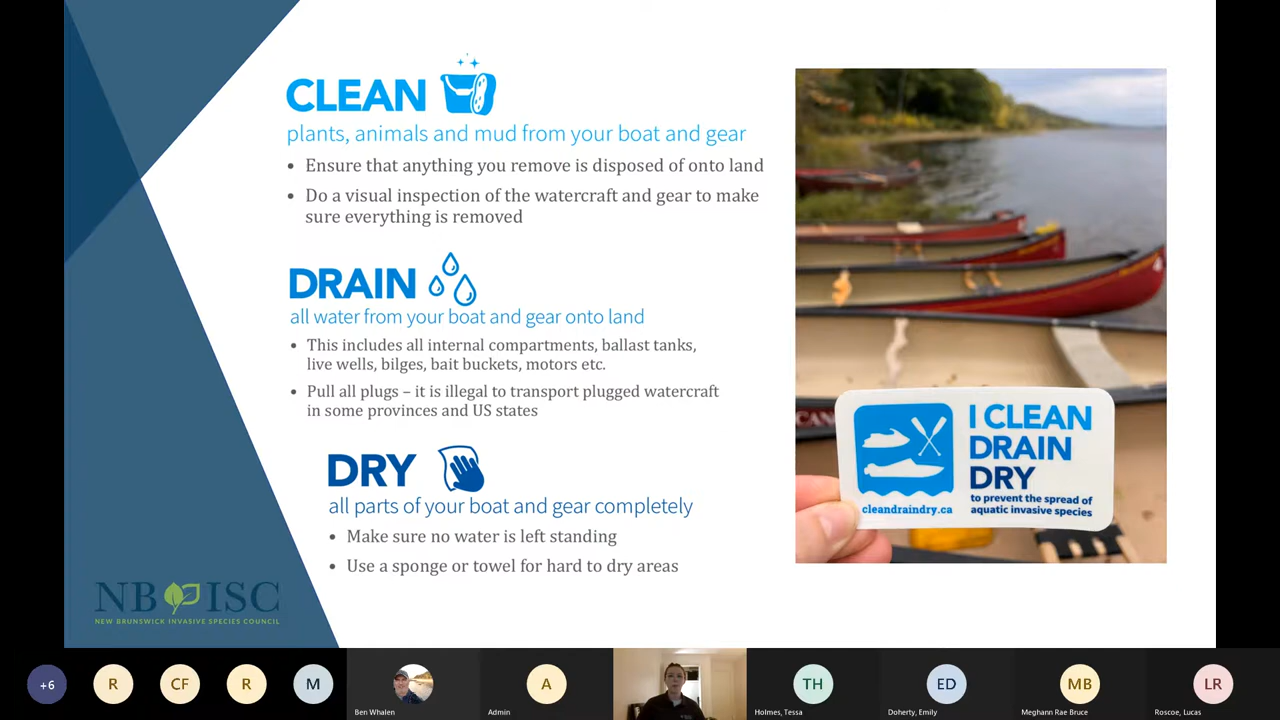 CLEAN
plants, animals and mud from your boat and gear
• Ensure that anything you remove is disposed of onto land
• Do a visual inspection of the watercraft and gear to make
sure everything is removed
DRAIN
all water from your boat and gear onto land
• This includes all internal compartments, ballast tanks,
live wells, bilges, bait buckets, motors etc.
• Pull all plugs – it is illegal to transport plugged watercraft
in some provinces and US states
DRY
all parts of your boat and gear completely
• Make sure no water is left standing
• Use a sponge or towel for hard to dry areas
I CLEAN
DRAIN
DRY
to prevent the spread of
aquatic invasive species
cleandraindry.ca
NB ISC
NEW BRUNSWICK INVASIVE SPECIES COUNCIL
+6
R
CF
R
M
Ben Whalen
A
Admin
TH
Holmes, Tessa
ED
Doherty, Emily
MB
Meghann Rae Bruce
LR
Roscoe, Lucas